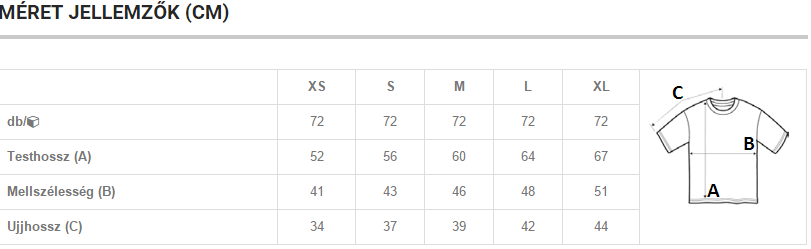 MÉRET JELLEMZŐK (CM)
XS S M L XL
db/ 72 72 72 72 72
Testhossz (A) 52 56 60 64 67
Mellszélesség (B) 41 43 46 48 51
Ujjhossz (C) 34 37 39 42 44
C
B
A